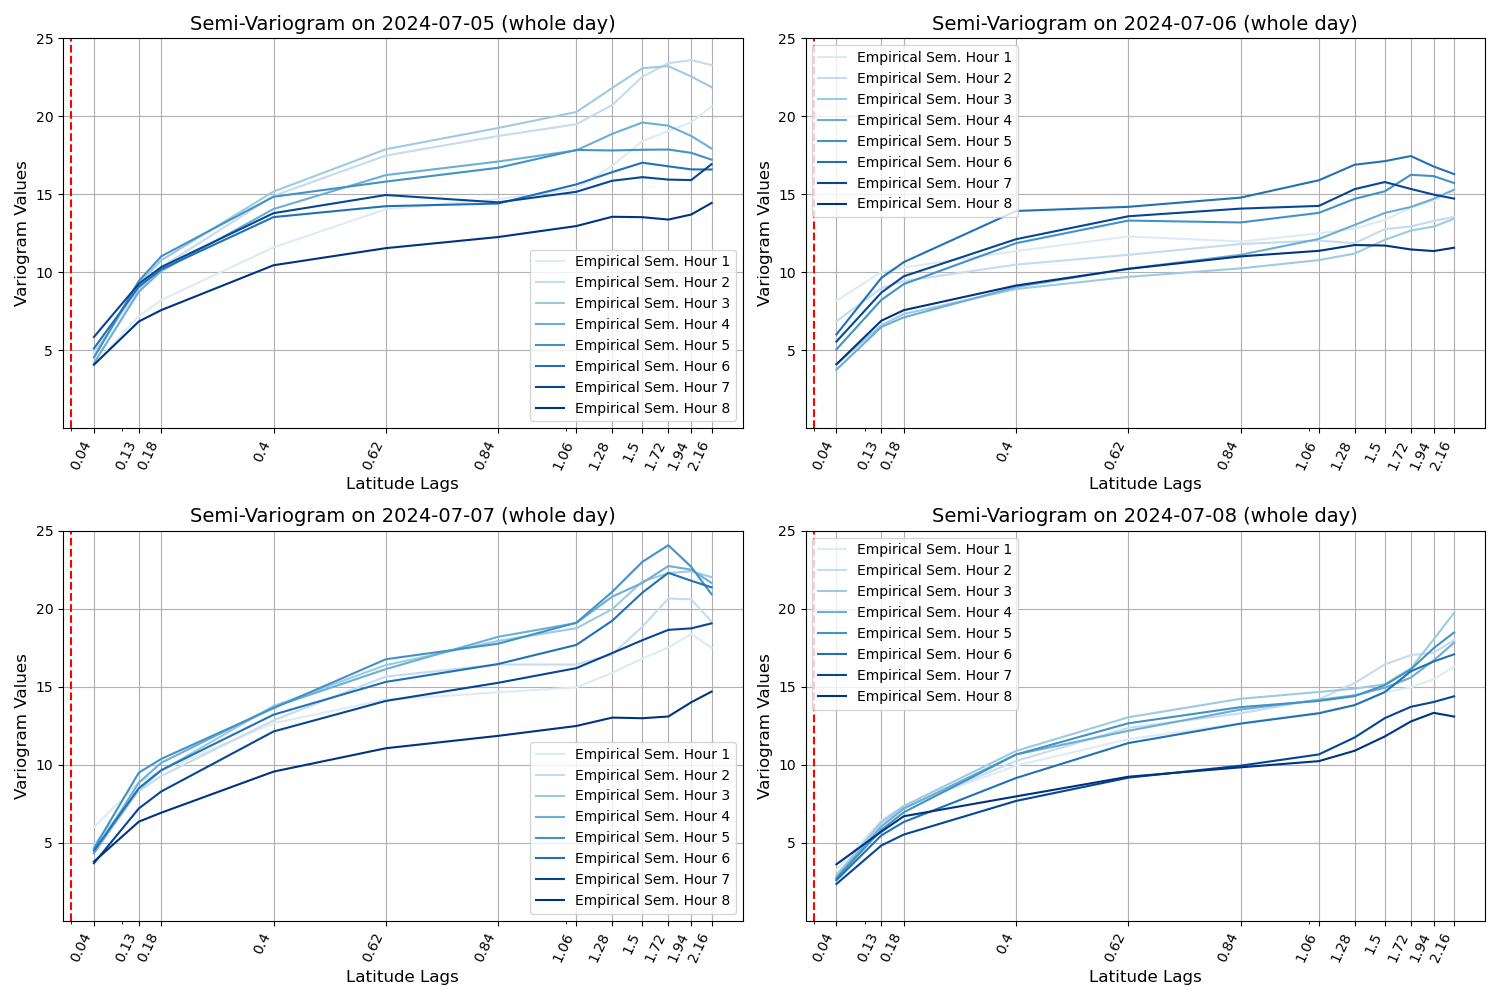 Semi-Variogram on 2024-07-05 (whole day)
25
20
15
10
5
Variogram Values
Empirical Sem. Hour 1
Empirical Sem. Hour 2
Empirical Sem. Hour 3
Empirical Sem. Hour 4
Empirical Sem. Hour 5
Empirical Sem. Hour 6
Empirical Sem. Hour 7
Empirical Sem. Hour 8
0.04 0.13 0.18 0.4 0.62 0.84 1.06 1.28 1.5 1.72 1.94 2.16
Latitude Lags
Semi-Variogram on 2024-07-06 (whole day)
25
20
15
10
5
Variogram Values
Empirical Sem. Hour 1
Empirical Sem. Hour 2
Empirical Sem. Hour 3
Empirical Sem. Hour 4
Empirical Sem. Hour 5
Empirical Sem. Hour 6
Empirical Sem. Hour 7
Empirical Sem. Hour 8
0.04 0.13 0.18 0.4 0.62 0.84 1.06 1.28 1.5 1.72 1.94 2.16
Latitude Lags
Semi-Variogram on 2024-07-07 (whole day)
25
20
15
10
5
Variogram Values
Empirical Sem. Hour 1
Empirical Sem. Hour 2
Empirical Sem. Hour 3
Empirical Sem. Hour 4
Empirical Sem. Hour 5
Empirical Sem. Hour 6
Empirical Sem. Hour 7
Empirical Sem. Hour 8
0.04 0.13 0.18 0.4 0.62 0.84 1.06 1.28 1.5 1.72 1.94 2.16
Latitude Lags
Semi-Variogram on 2024-07-08 (whole day)
25
20
15
10
5
Variogram Values
Empirical Sem. Hour 1
Empirical Sem. Hour 2
Empirical Sem. Hour 3
Empirical Sem. Hour 4
Empirical Sem. Hour 5
Empirical Sem. Hour 6
Empirical Sem. Hour 7
Empirical Sem. Hour 8
0.04 0.13 0.18 0.4 0.62 0.84 1.06 1.28 1.5 1.72 1.94 2.16
Latitude Lags